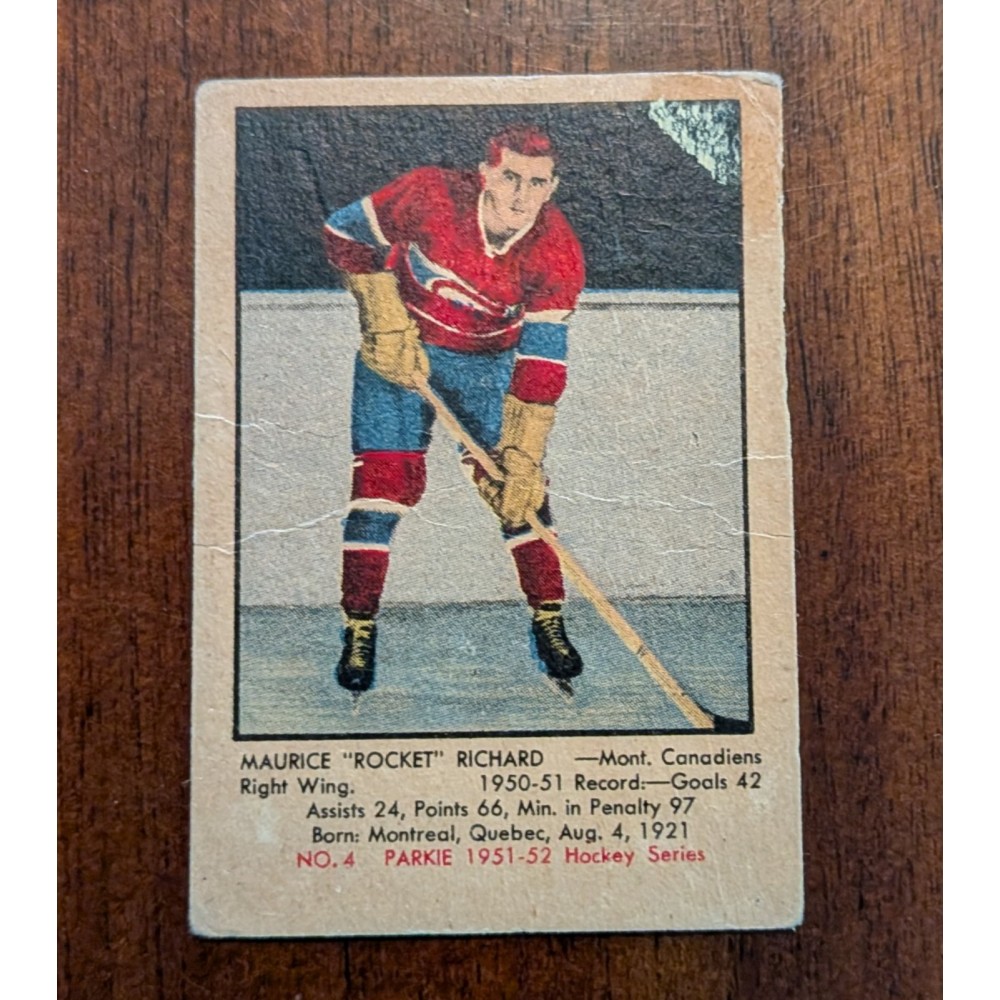 MAURICE "ROCKET" RICHARD —Mont. Canadiens
Right Wing. 1950-51 Record:—Goals 42
Assists 24, Points 66, Min. in Penalty 97
Born: Montreal, Quebec, Aug. 4, 1921
NO. 4 PARKIE 1951-52 Hockey Series